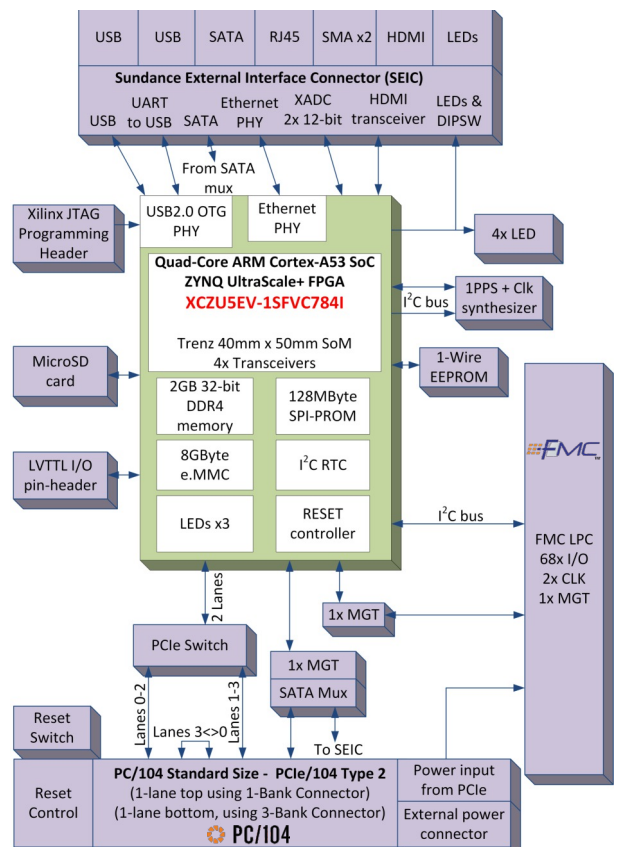 USB
USB
SATA
RJ45
SMA x2
HDMI
LEDs
Sundance External Interface Connector (SEIC)
USB
UART
to USB
SATA
Ethernet
PHY
XADC
2x 12-bit
HDMI
transceiver
LEDs &
DIPSW
From SATA
mux
Xilinx JTAG
Programming
Header
USB2.0 OTG
PHY
Ethernet
PHY
4x LED
Quad-Core ARM Cortex-A53 SoC
ZYNQ UltraScale+ FPGA
XCZU5EV-1SFVC784I
Trenz 40mm x 50mm SoM
4x Transceivers
I²C bus
1PPS + Clk
synthesizer
MicroSD
card
1-Wire
EEPROM
2GB 32-bit
DDR4
memory
128MByte
SPI-PROM
LVTTL I/O
pin-header
8GByte
e.MMC
I²C RTC
LEDs x3
RESET
controller
I²C bus
FMC
FMC LPC
68x I/O
2x CLK
1x MGT
2 Lanes
1x MGT
PCIe Switch
1x MGT
SATA Mux
Lanes 0-2
Lanes 3<>0
Lanes 1-3
To SEIC
Reset
Switch
Reset
Control
PC/104 Standard Size - PCIe/104 Type 2
(1-lane top using 1-Bank Connector)
(1-lane bottom, using 3-Bank Connector)
PC/104
Power input
from PCIe
External power
connector